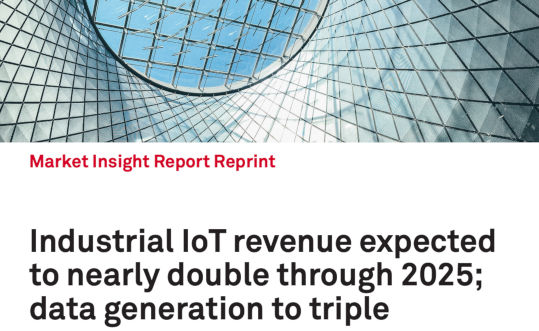 Market Insight Report Reprint
Industrial IoT revenue expected
to nearly double through 2025;
data generation to triple